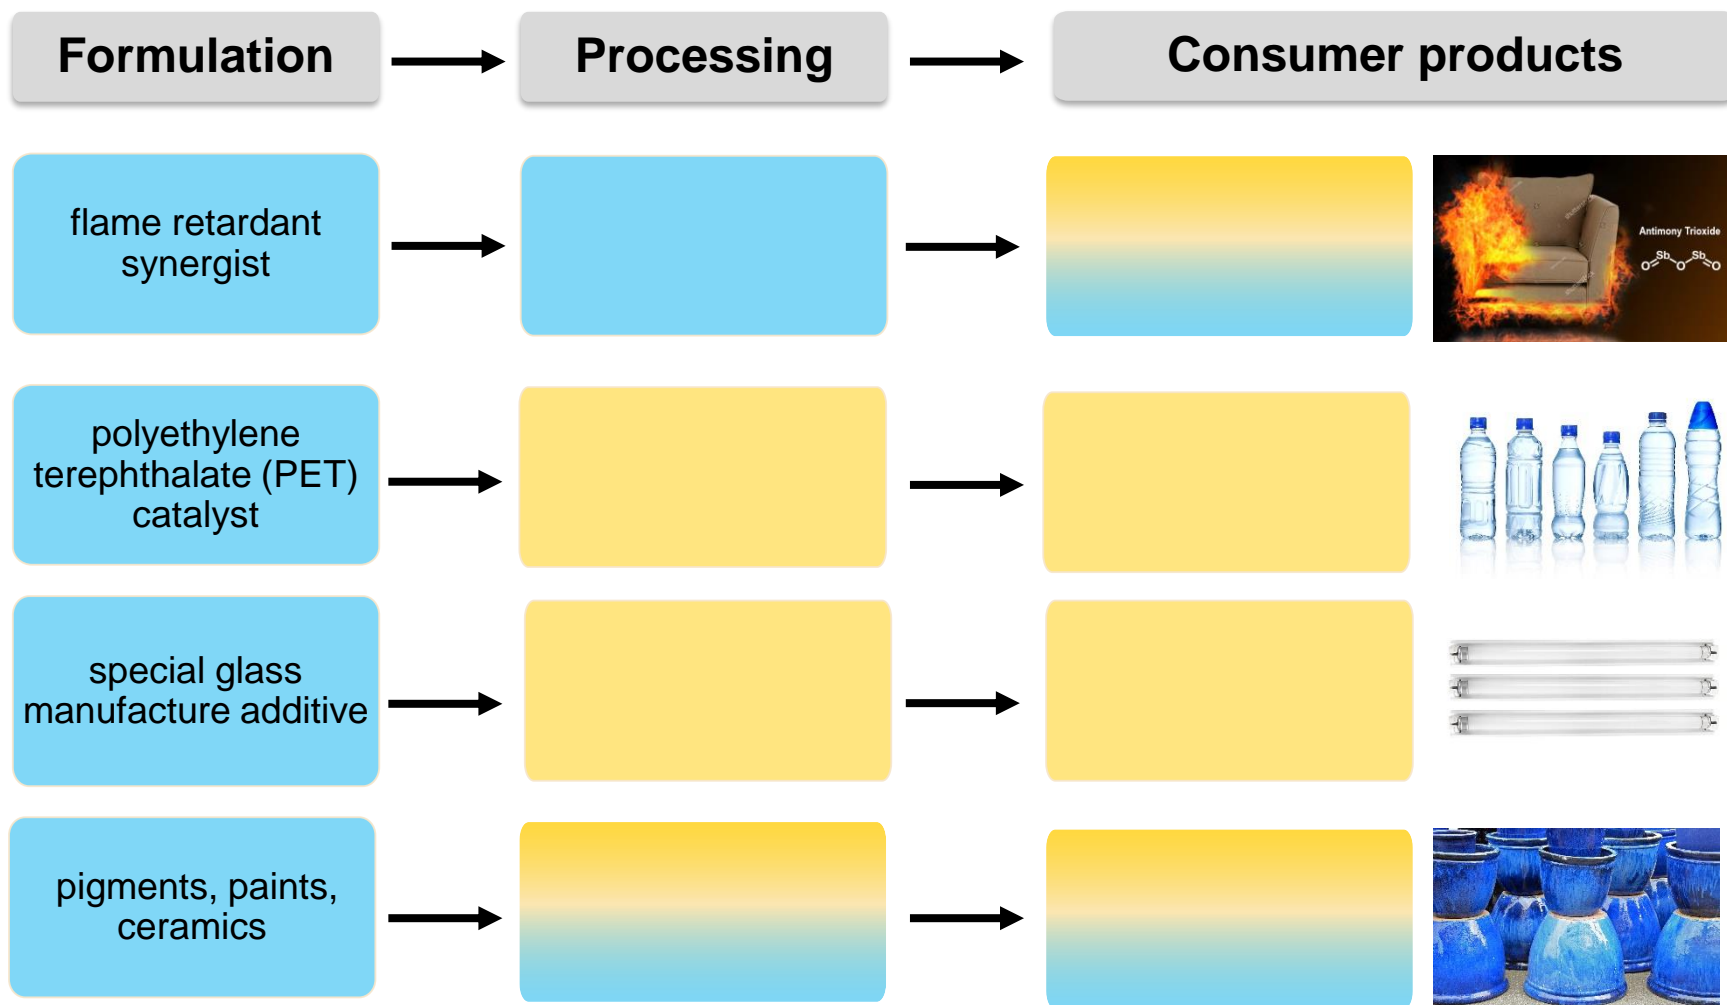 Formulation
Processing
Consumer products
flame retardant
synergist
Antimony Trioxide
Sb Sb
O O O
polyethylene
terephthalate (PET)
catalyst
special glass
manufacture additive
pigments, paints,
ceramics